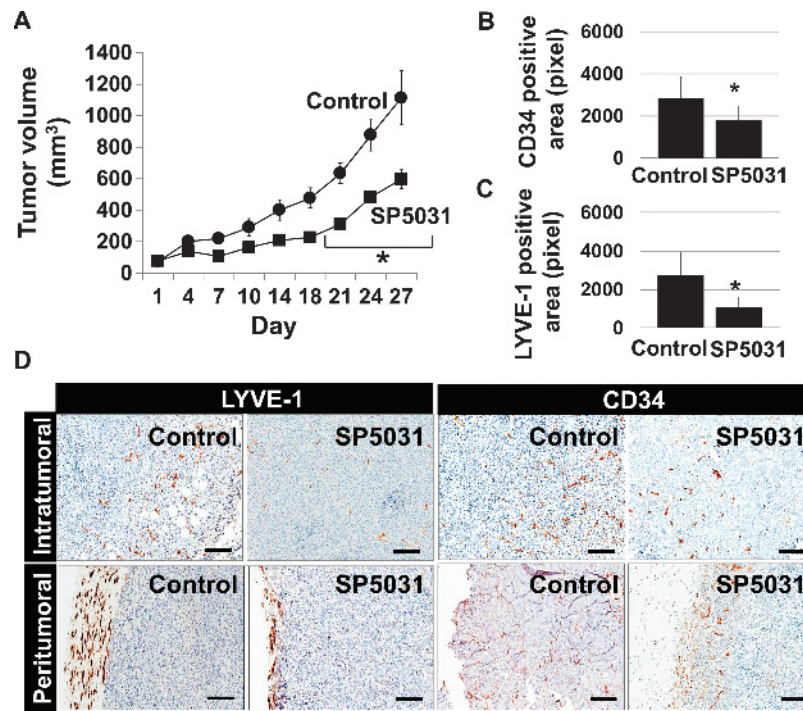 A
Tumor volume
(mm³)
1400
1200
1000
800
600
400
200
0
Control
SP5031
*
1 4 7 10 14 18 21 24 27
Day
B
CD34 positive
area (pixel)
6000
4000
2000
0
*
Control SP5031
C
LYVE-1 positive
area (pixel)
6000
4000
2000
0
*
Control SP5031
D
LYVE-1 CD34
Intratumoral
Control SP5031 Control SP5031
Peritumoral
Control SP5031 Control SP5031